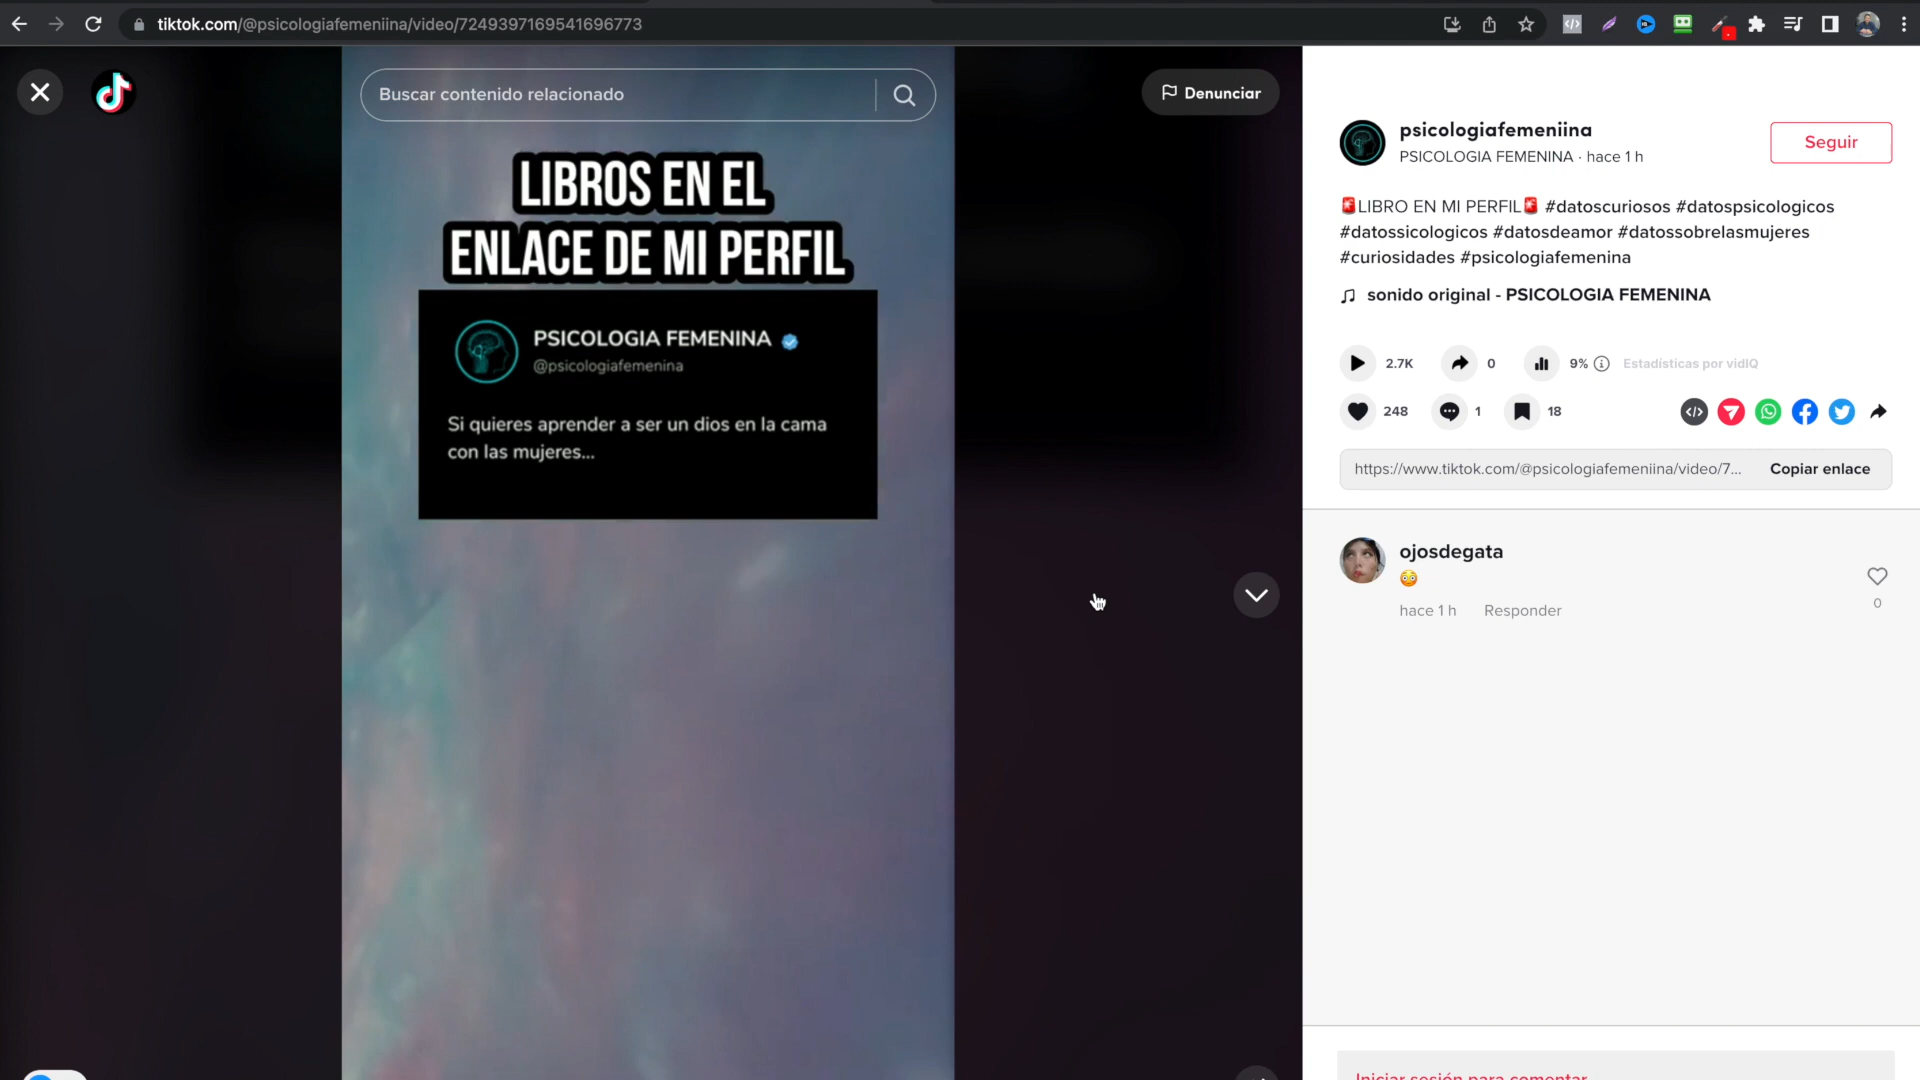 tiktok.com/@psicologiafemeniina/video/7249397169541696773
Buscar contenido relacionado
Denunciar
LIBROS EN EL
ENLACE DE MI PERFIL
PSICOLOGIA FEMENINA
@psicologiafemenina
Si quieres aprender a ser un dios en la cama
con las mujeres...
psicologiafemeniina
PSICOLOGIA FEMENINA · hace 1 h
Seguir
🚨LIBRO EN MI PERFIL🚨 #datoscuriosos #datospsicologicos
#datossicologicos #datosdeamor #datossobrelasmujeres
#curiosidades #psicologiafemenina
sonido original - PSICOLOGIA FEMENINA
2.7K 0 9% Estadísticas por vidIQ
248 1 18
https://www.tiktok.com/@psicologiafemeniina/video/7... Copiar enlace
ojosdegata
😳
hace 1 h Responder
0
Iniciar sesión para comentar